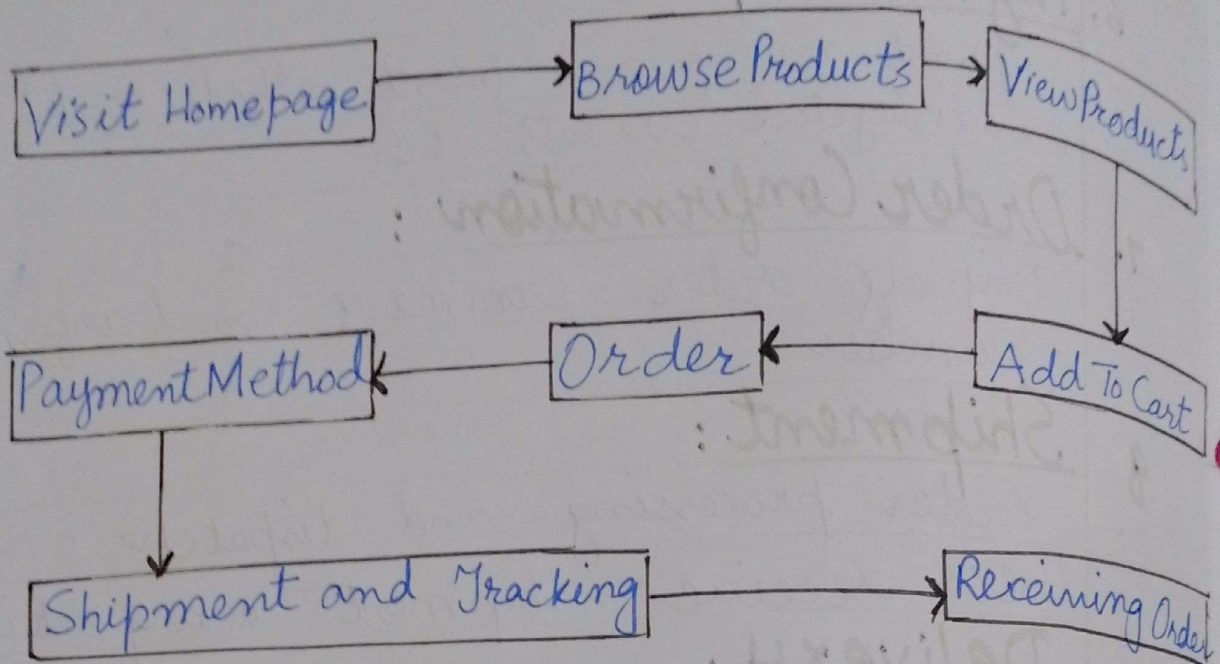 Visit Homepage
Browse Products
View Products
Add To Cart
Order
Payment Method
Shipment and Tracking
Receiving Order